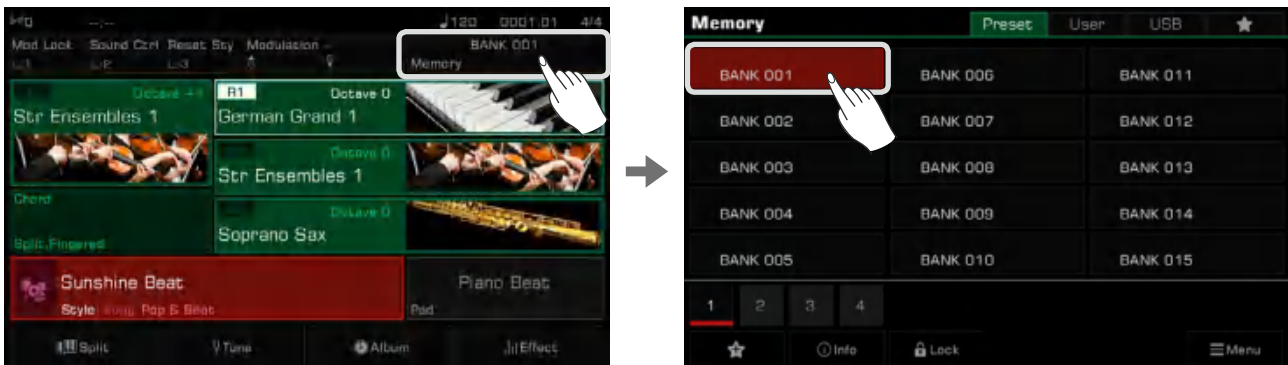 --:--
♩120 0001:01 4/4
Mod Lock Sound Ctrl Reset Sty Modulation -
BANK 001
Memory
Octave +1
Str Ensembles 1
R1 Octave 0
German Grand 1
Octave 0
Str Ensembles 1
Chord
Split,Fingered
Octave 0
Soprano Sax
Sunshine Beat
Style Song Pop & Beat
Piano Beat
Pad
Split Tune Album Effect
Memory Preset User USB
BANK 001 BANK 006 BANK 011
BANK 002 BANK 007 BANK 012
BANK 003 BANK 008 BANK 013
BANK 004 BANK 009 BANK 014
BANK 005 BANK 010 BANK 015
1 2 3 4
Info Lock Menu